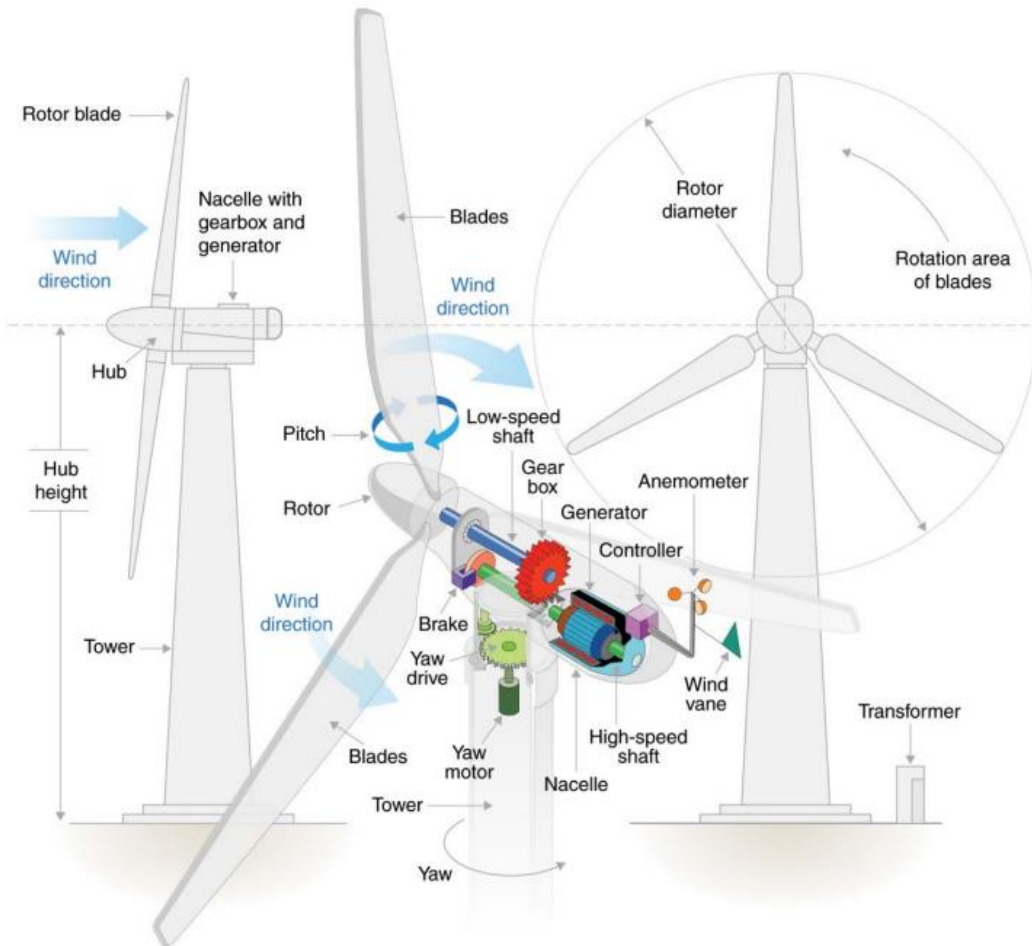 Rotor blade
Nacelle with
gearbox and
generator
Wind
direction
Hub
Hub
height
Tower
Blades
Wind
direction
Pitch
Rotor
Low-speed
shaft
Gear
box
Generator
Controller
Anemometer
Brake
Wind
direction
Yaw
drive
Yaw
motor
Blades
Tower
Yaw
Nacelle
High-speed
shaft
Wind
vane
Rotor
diameter
Rotation area
of blades
Transformer